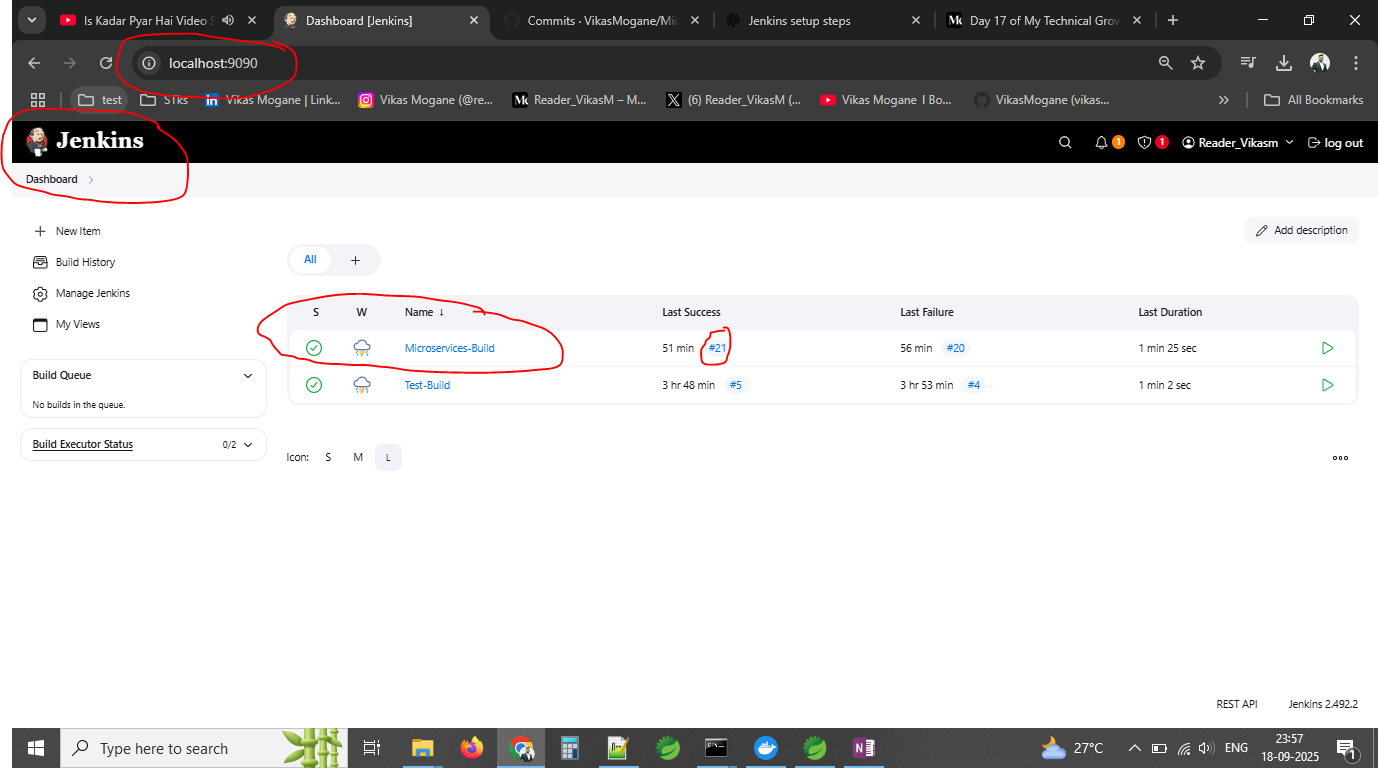 Is Kadar Pyar Hai Video S
Dashboard [Jenkins]
Commits · VikasMogane/Mic
Jenkins setup steps
Day 17 of My Technical Grow
localhost:9090
test
STks
Vikas Mogane | Link...
Vikas Mogane (@re...
Reader_VikasM – M...
(6) Reader_VikasM (...
Vikas Mogane I Bo...
VikasMogane (vikas...
All Bookmarks
Jenkins
1
1
Reader_Vikasm
log out
Dashboard
New Item
Build History
Manage Jenkins
My Views
Build Queue
No builds in the queue.
Build Executor Status 0/2
Add description
All +
S W Name ↓ Last Success Last Failure Last Duration
Microservices-Build 51 min #21 56 min #20 1 min 25 sec
Test-Build 3 hr 48 min #5 3 hr 53 min #4 1 min 2 sec
Icon: S M L
REST API Jenkins 2.492.2
Type here to search
27°C
ENG
23:57
18-09-2025
1